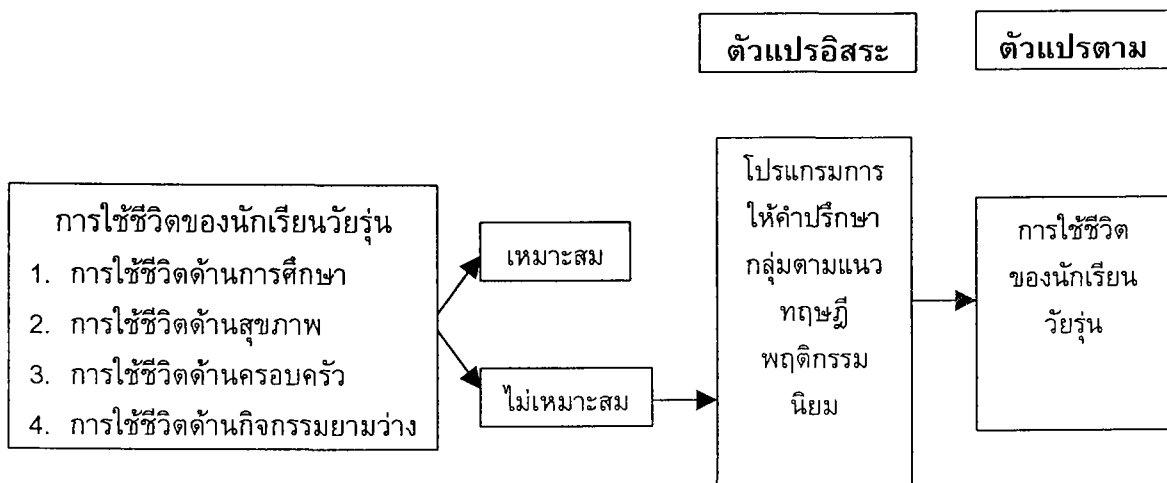 ตัวแปรอิสระ
ตัวแปรตาม
การใช้ชีวิตของนักเรียนวัยรุ่น
1. การใช้ชีวิตด้านการศึกษา
2. การใช้ชีวิตด้านสุขภาพ
3. การใช้ชีวิตด้านครอบครัว
4. การใช้ชีวิตด้านกิจกรรมยามว่าง
เหมาะสม
ไม่เหมาะสม
โปรแกรมการ
ให้คำปรึกษา
กลุ่มตามแนว
ทฤษฎี
พฤติกรรม
นิยม
การใช้ชีวิต
ของนักเรียน
วัยรุ่น